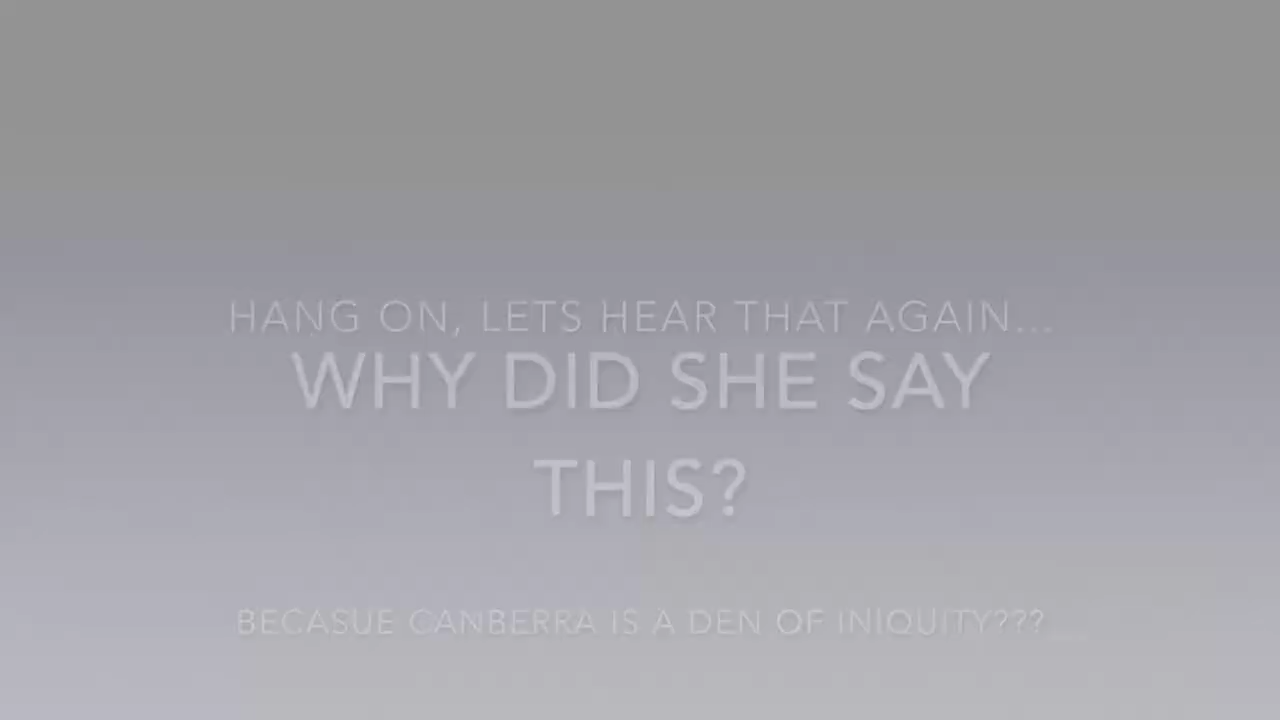 HANG ON, LETS HEAR THAT AGAIN...
WHY DID SHE SAY
THIS?
BECASUE CANBERRA IS A DEN OF INIQUITY???